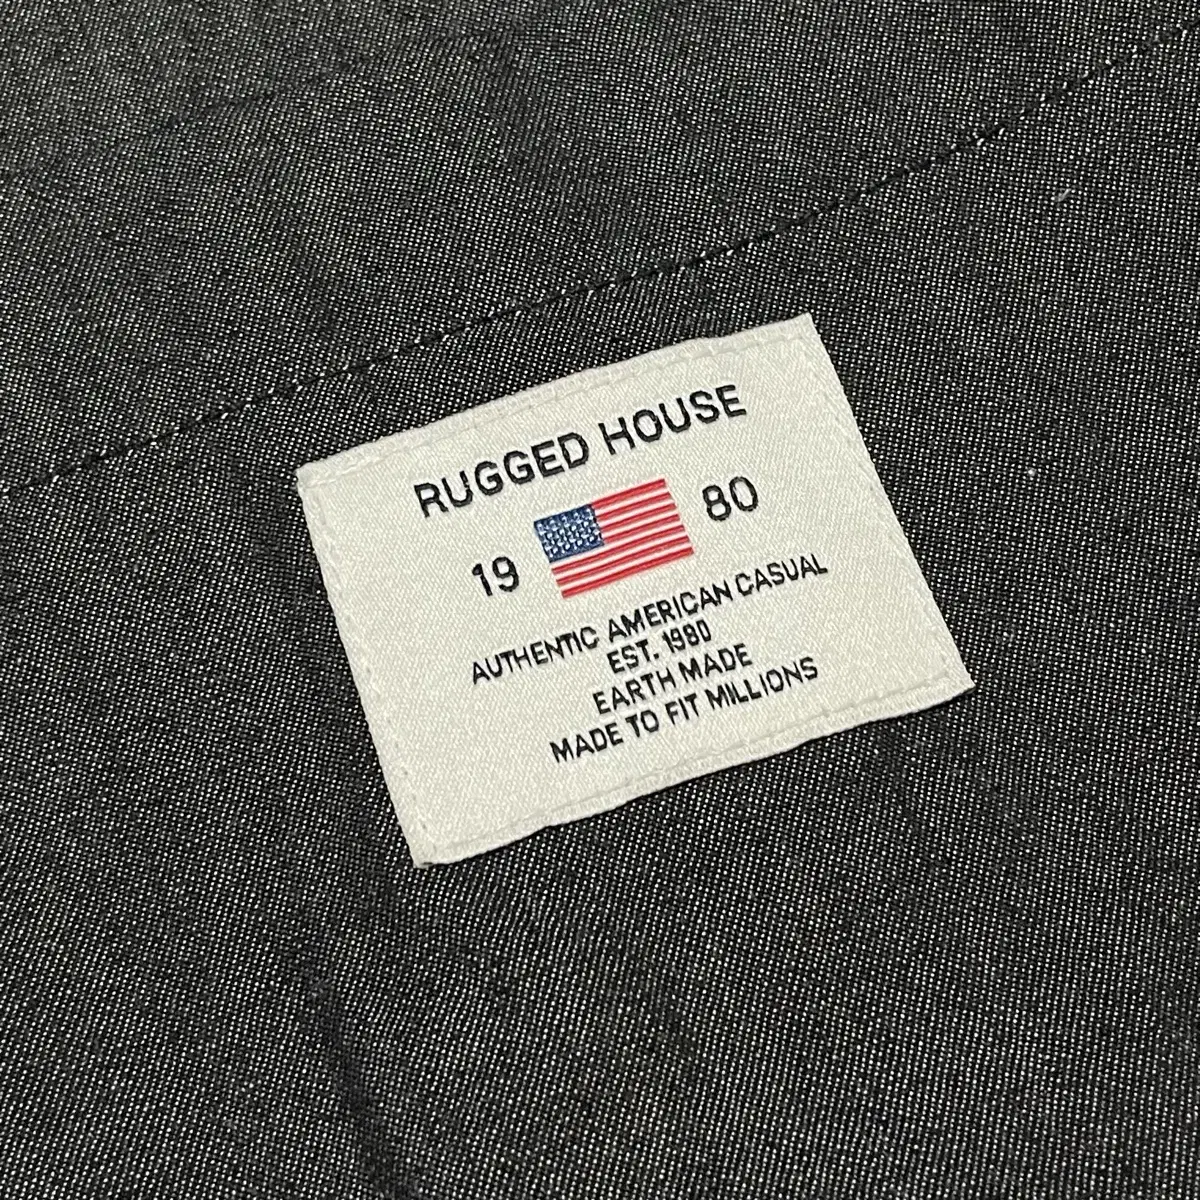 RUGGED HOUSE
19 80
AUTHENTIC AMERICAN CASUAL
EST. 1980
EARTH MADE
MADE TO FIT MILLIONS